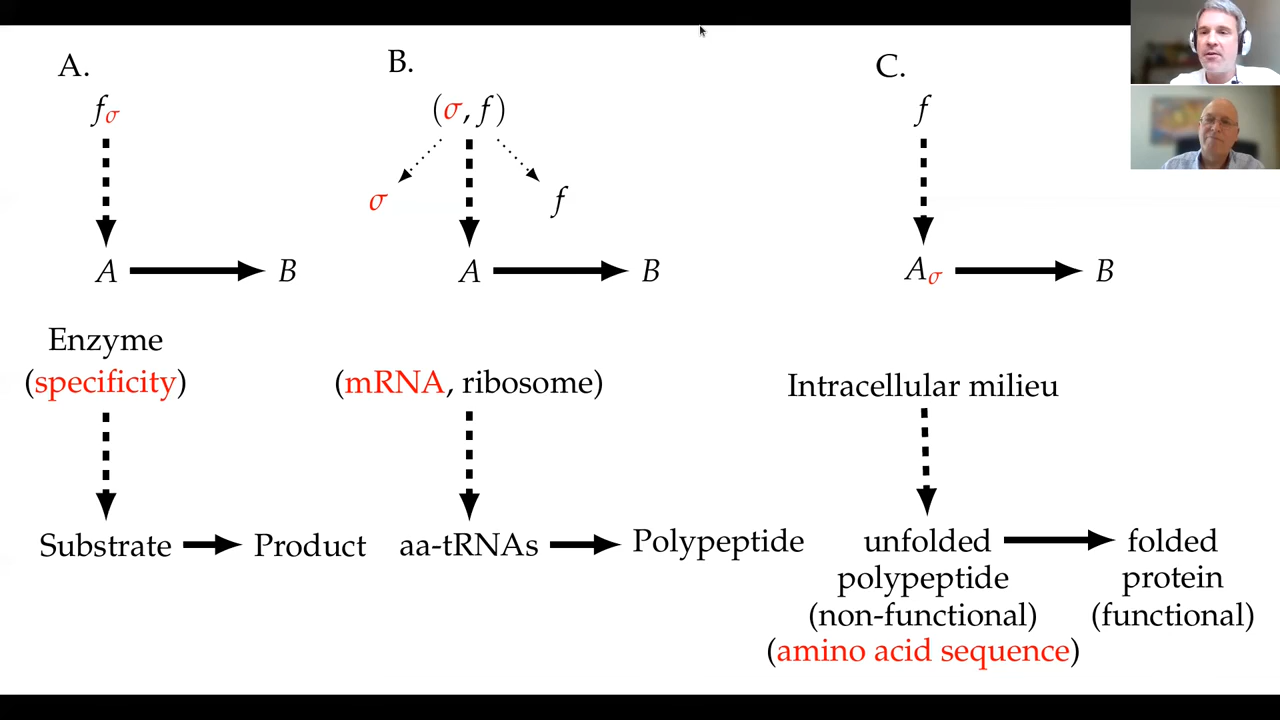 A.
f_σ
A → B
Enzyme
(specificity)
Substrate → Product
B.
(σ, f)
σ f
A → B
(mRNA, ribosome)
aa-tRNAs → Polypeptide
C.
f
A_σ → B
Intracellular milieu
unfolded → folded
polypeptide protein
(non-functional) (functional)
(amino acid sequence)